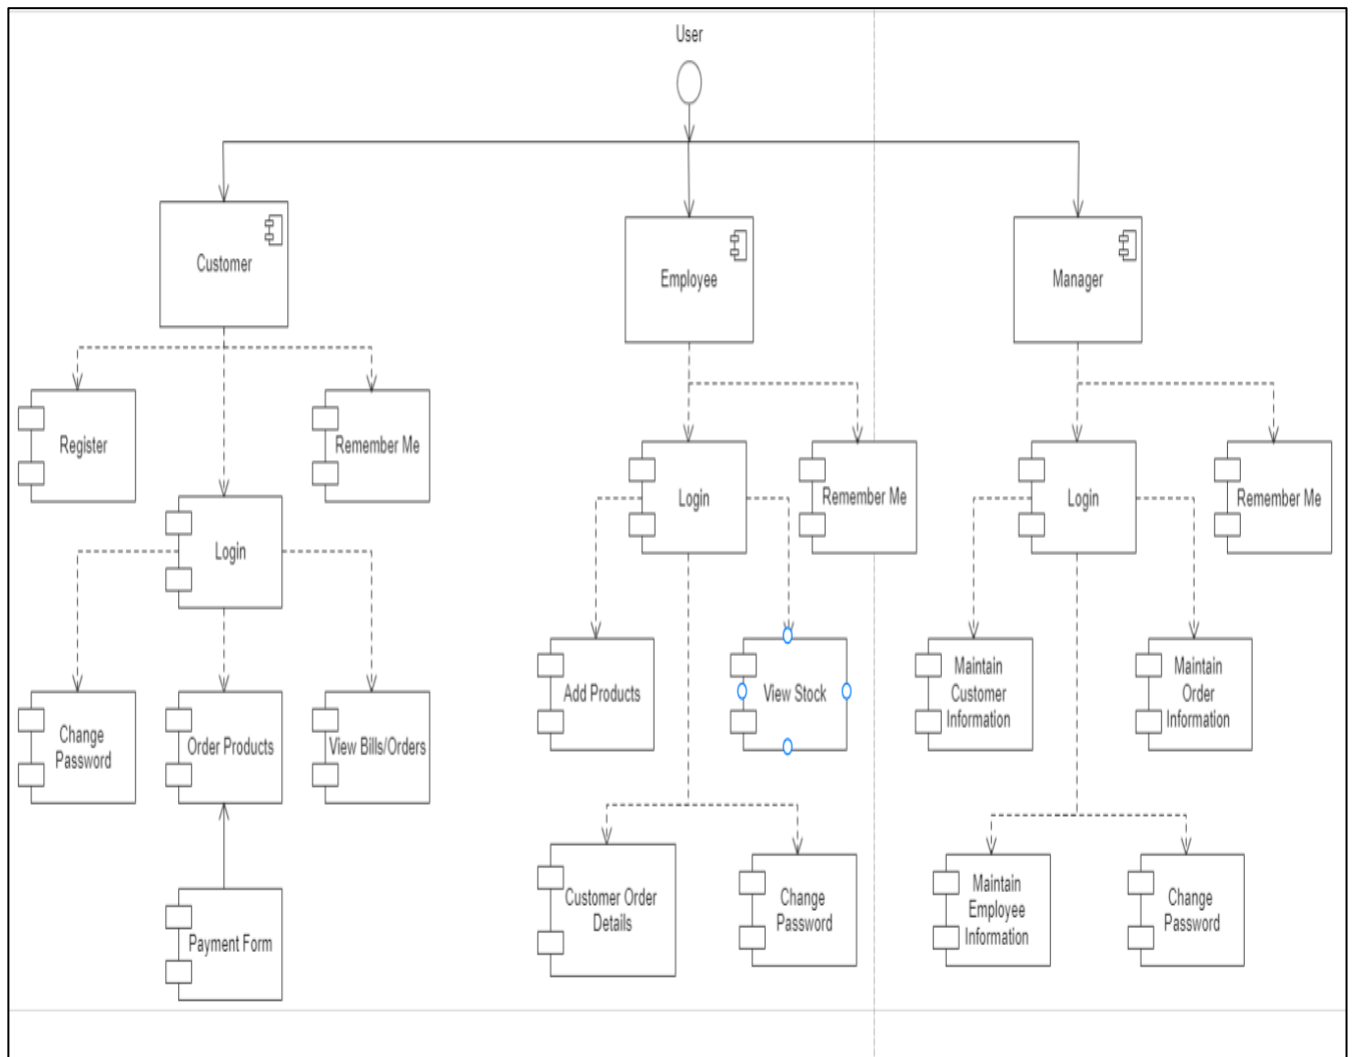 User
Customer
Employee
Manager
Register
Remember Me
Login
Remember Me
Login
Remember Me
Login
Change
Password
Order Products
View Bills/Orders
Add Products
View Stock
Maintain
Customer
Information
Maintain
Order
Information
Payment Form
Customer Order
Details
Change
Password
Maintain
Employee
Information
Change
Password